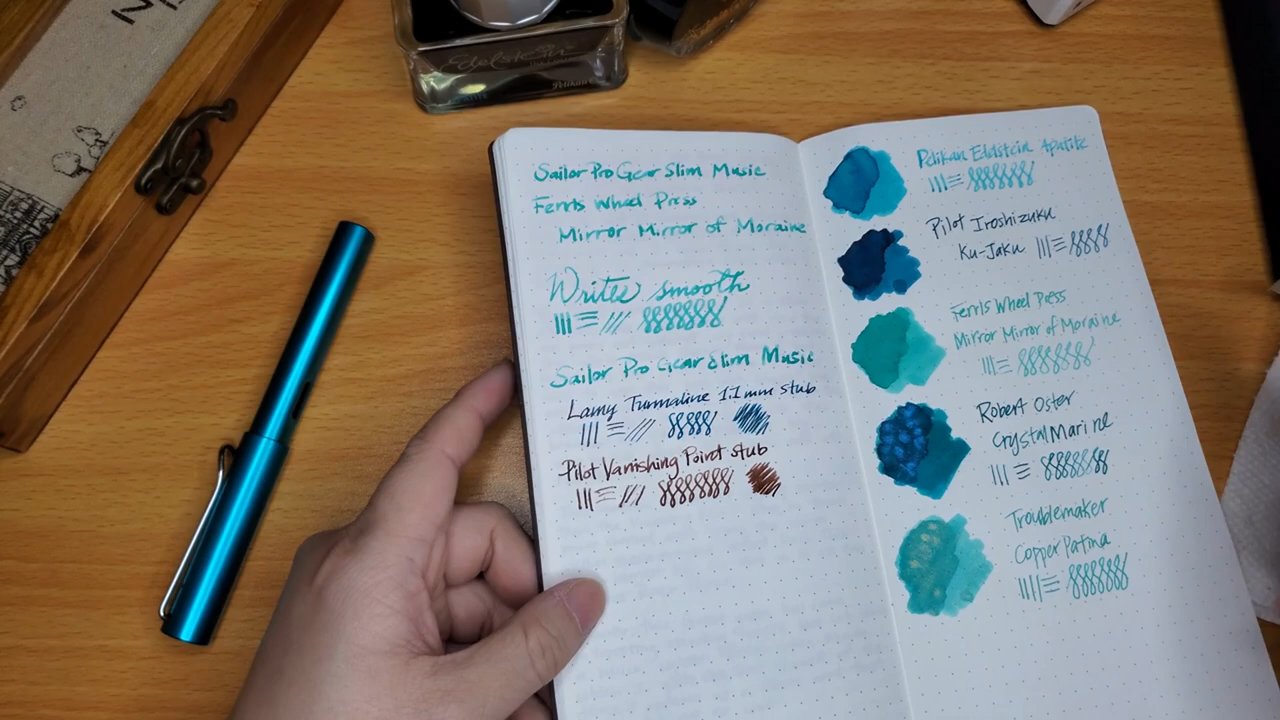 Edelstein
Pelikan
Sailor Pro Gear Slim Music
Ferris Wheel Press
Mirror Mirror of Moraine
Writes smooth
Sailor Pro Gear Slim Music
Lamy Turmaline 1.1mm stub
Pilot Vanishing Point stub
Pelikan Edelstein Apatite
Pilot Iroshizuku
Ku-Jaku
Ferris Wheel Press
Mirror Mirror of Moraine
Robert Oster
Crystal Marine
Troublemaker
Copper Patina